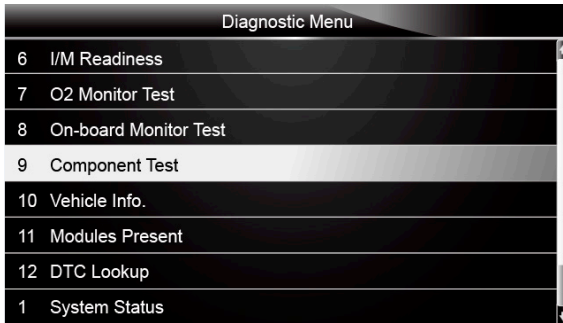 Diagnostic Menu
6 I/M Readiness
7 O2 Monitor Test
8 On-board Monitor Test
9 Component Test
10 Vehicle Info.
11 Modules Present
12 DTC Lookup
1 System Status